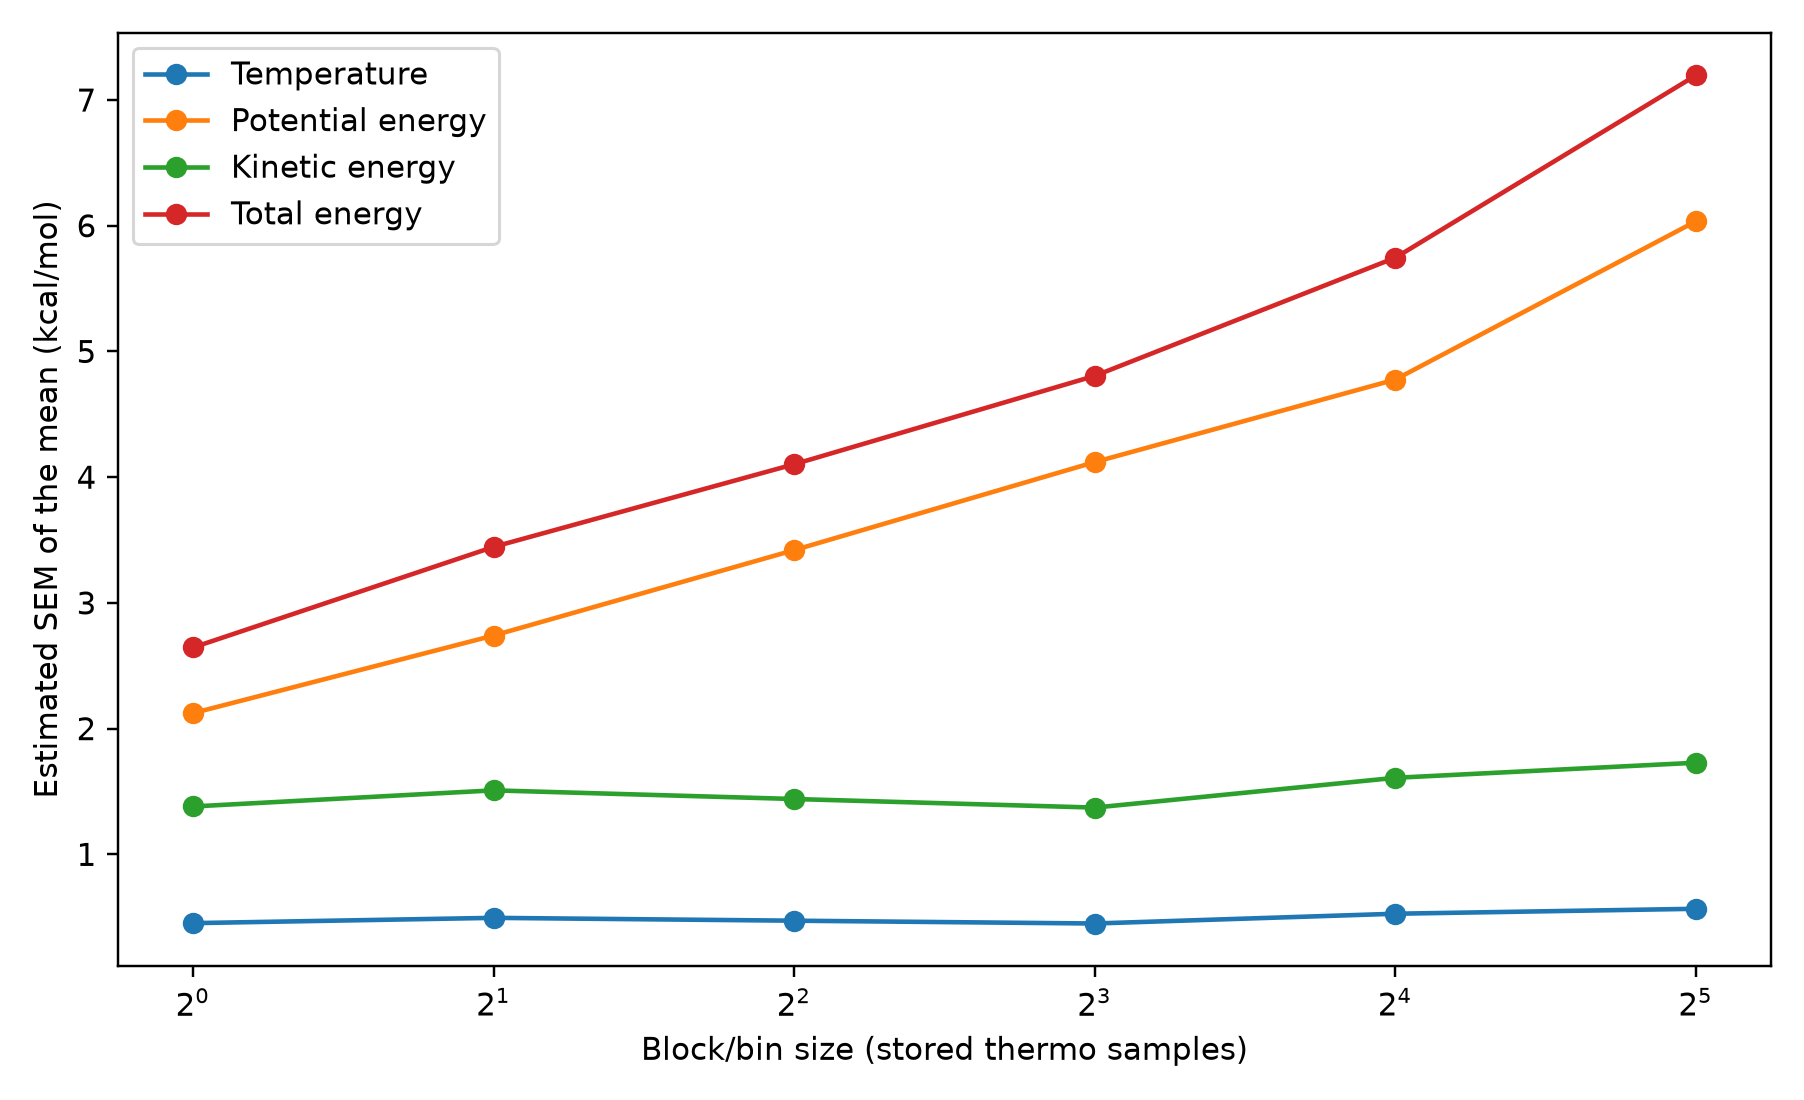 Temperature
Potential energy
Kinetic energy
Total energy
Estimated SEM of the mean (kcal/mol)
7
6
5
4
3
2
1
2⁰ 2¹ 2² 2³ 2⁴ 2⁵
Block/bin size (stored thermo samples)